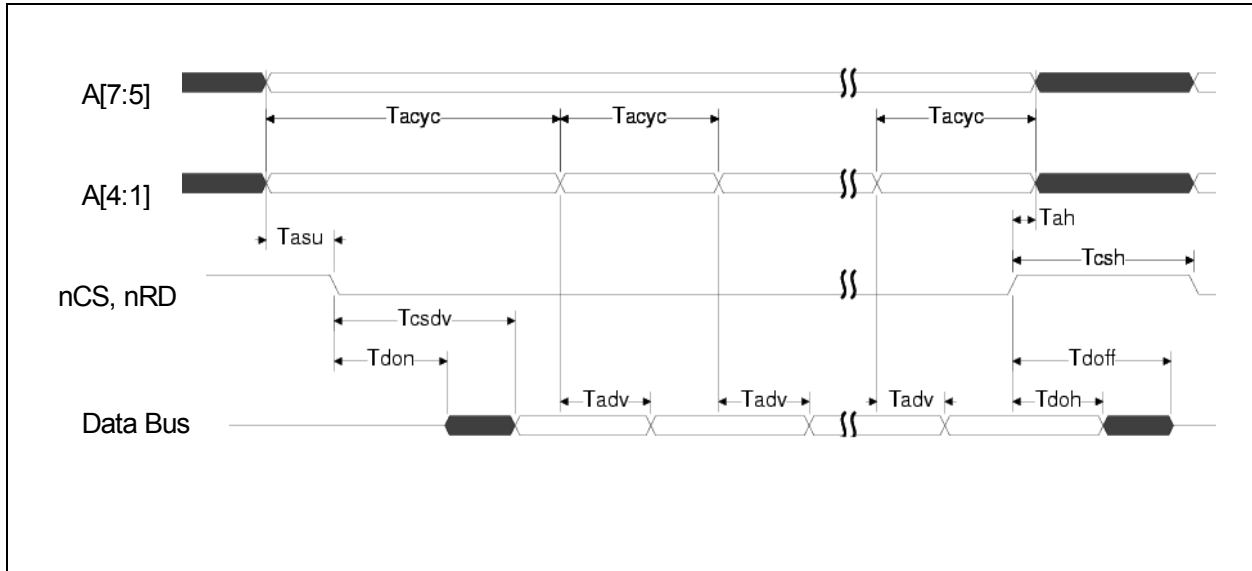 A[7:5]
Tacyc Tacyc Tacyc
A[4:1]
Tah
Tasu
Tcsh
nCS, nRD
Tcsdv
Tdon Tdoff
Tadv Tadv Tadv Tdoh
Data Bus